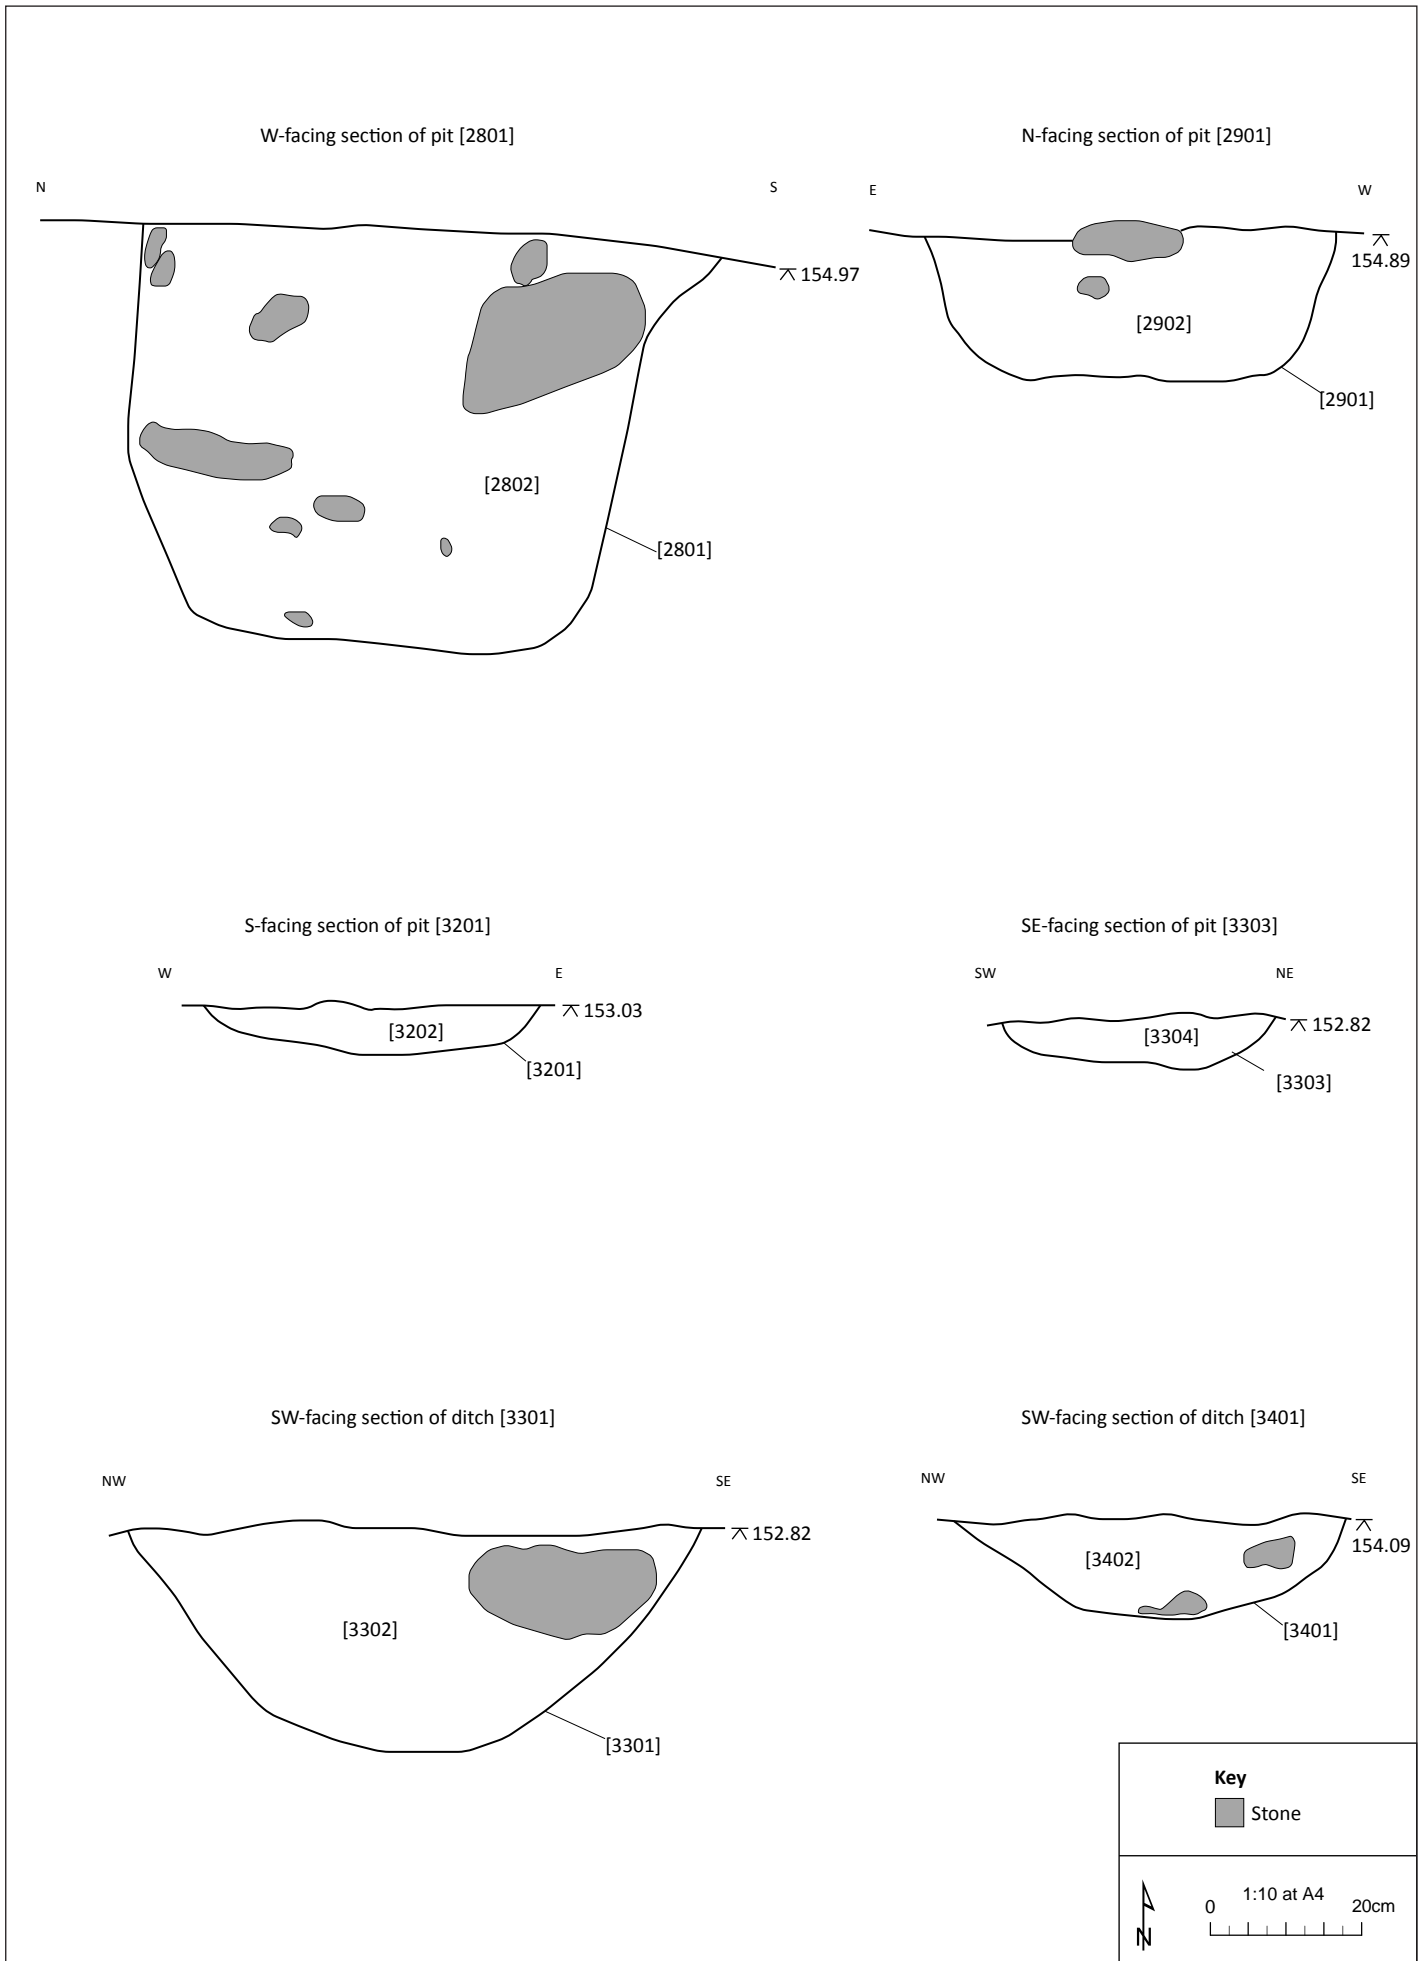 W-facing section of pit [2801]
N-facing section of pit [2901]
N
S
E
W
154.97
154.89
[2902]
[2901]
[2802]
[2801]
S-facing section of pit [3201]
SE-facing section of pit [3303]
W
E
SW
NE
153.03
152.82
[3202]
[3304]
[3201]
[3303]
SW-facing section of ditch [3301]
SW-facing section of ditch [3401]
NW
SE
NW
SE
152.82
154.09
[3402]
[3302]
[3401]
[3301]
Key
Stone
1:10 at A4
0
20cm
N